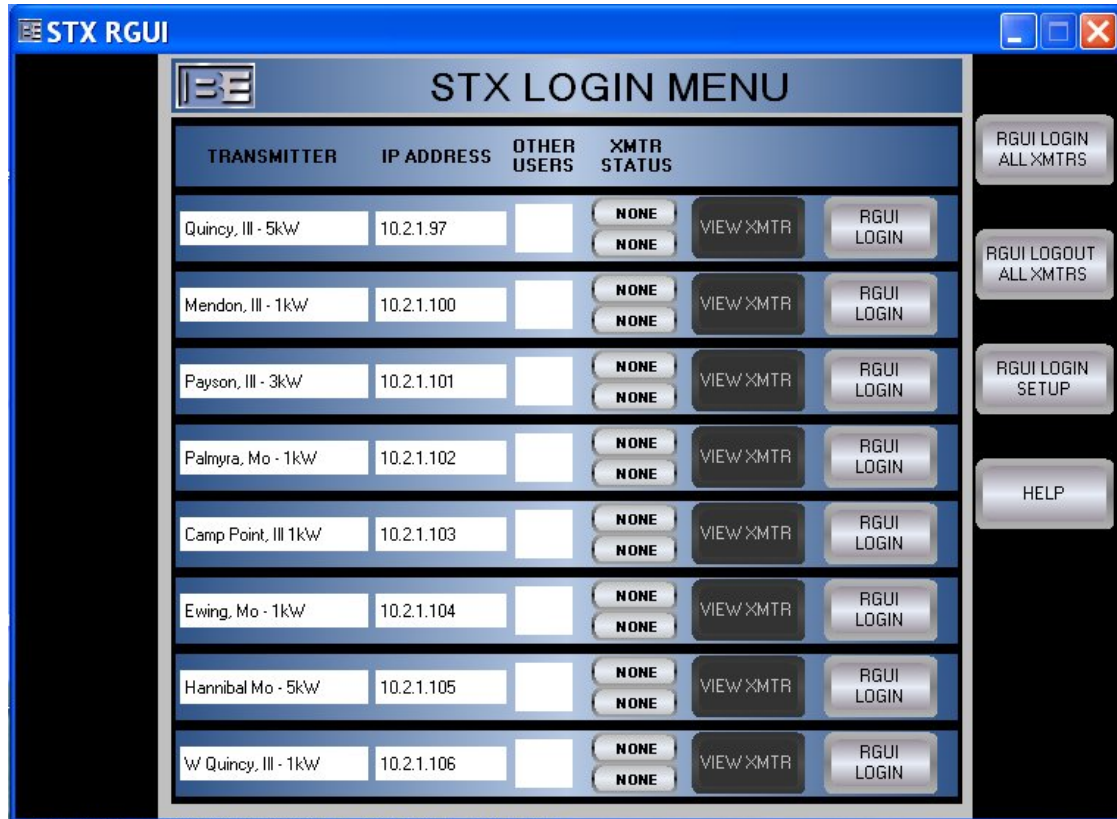 BE STX RGUI
BE STX LOGIN MENU
TRANSMITTER IP ADDRESS OTHER USERS XMTR STATUS
Quincy, Ill - 5kW 10.2.1.97 NONE NONE VIEW XMTR RGUI LOGIN
Mendon, Ill - 1kW 10.2.1.100 NONE NONE VIEW XMTR RGUI LOGIN
Payson, Ill - 3kW 10.2.1.101 NONE NONE VIEW XMTR RGUI LOGIN
Palmyra, Mo - 1kW 10.2.1.102 NONE NONE VIEW XMTR RGUI LOGIN
Camp Point, Ill 1kW 10.2.1.103 NONE NONE VIEW XMTR RGUI LOGIN
Ewing, Mo - 1kW 10.2.1.104 NONE NONE VIEW XMTR RGUI LOGIN
Hannibal Mo - 5kW 10.2.1.105 NONE NONE VIEW XMTR RGUI LOGIN
W Quincy, Ill - 1kW 10.2.1.106 NONE NONE VIEW XMTR RGUI LOGIN
RGUI LOGIN
ALL XMTRS
RGUI LOGOUT
ALL XMTRS
RGUI LOGIN
SETUP
HELP